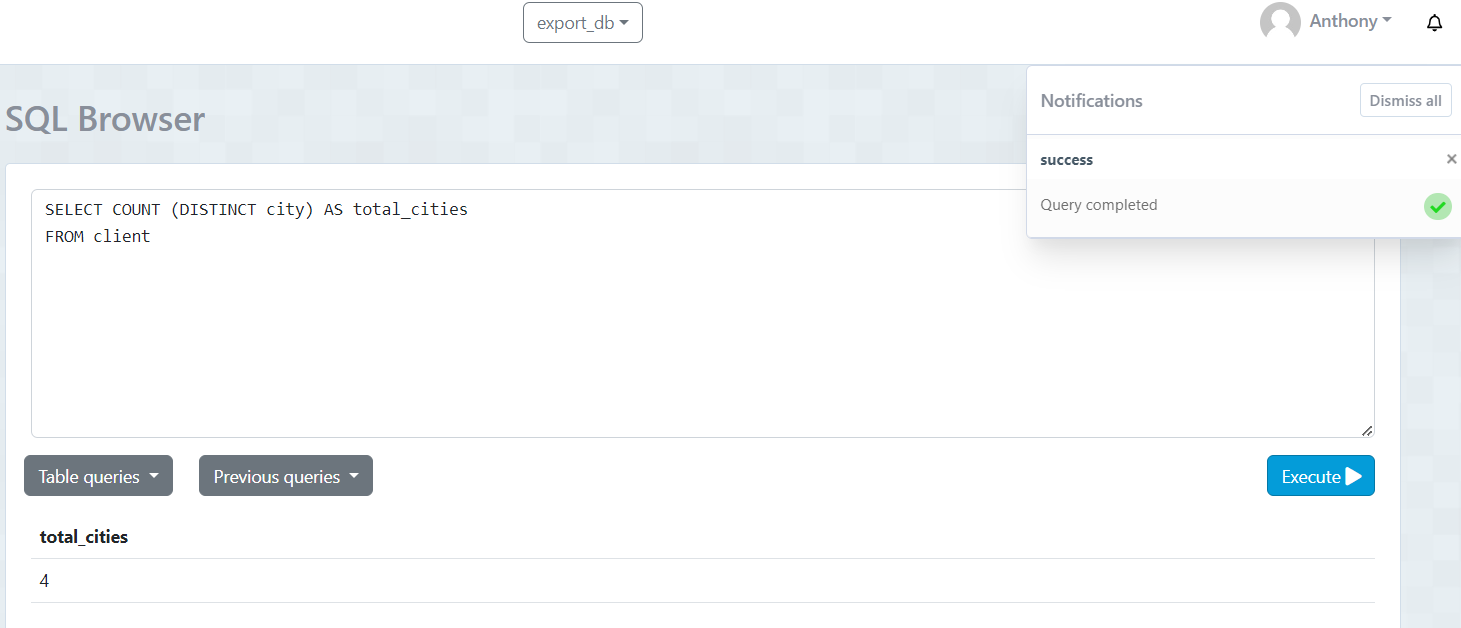 export_db
Anthony
SQL Browser
Notifications
Dismiss all
success
×
Query completed
SELECT COUNT (DISTINCT city) AS total_cities
FROM client
Table queries
Previous queries
Execute
total_cities
4